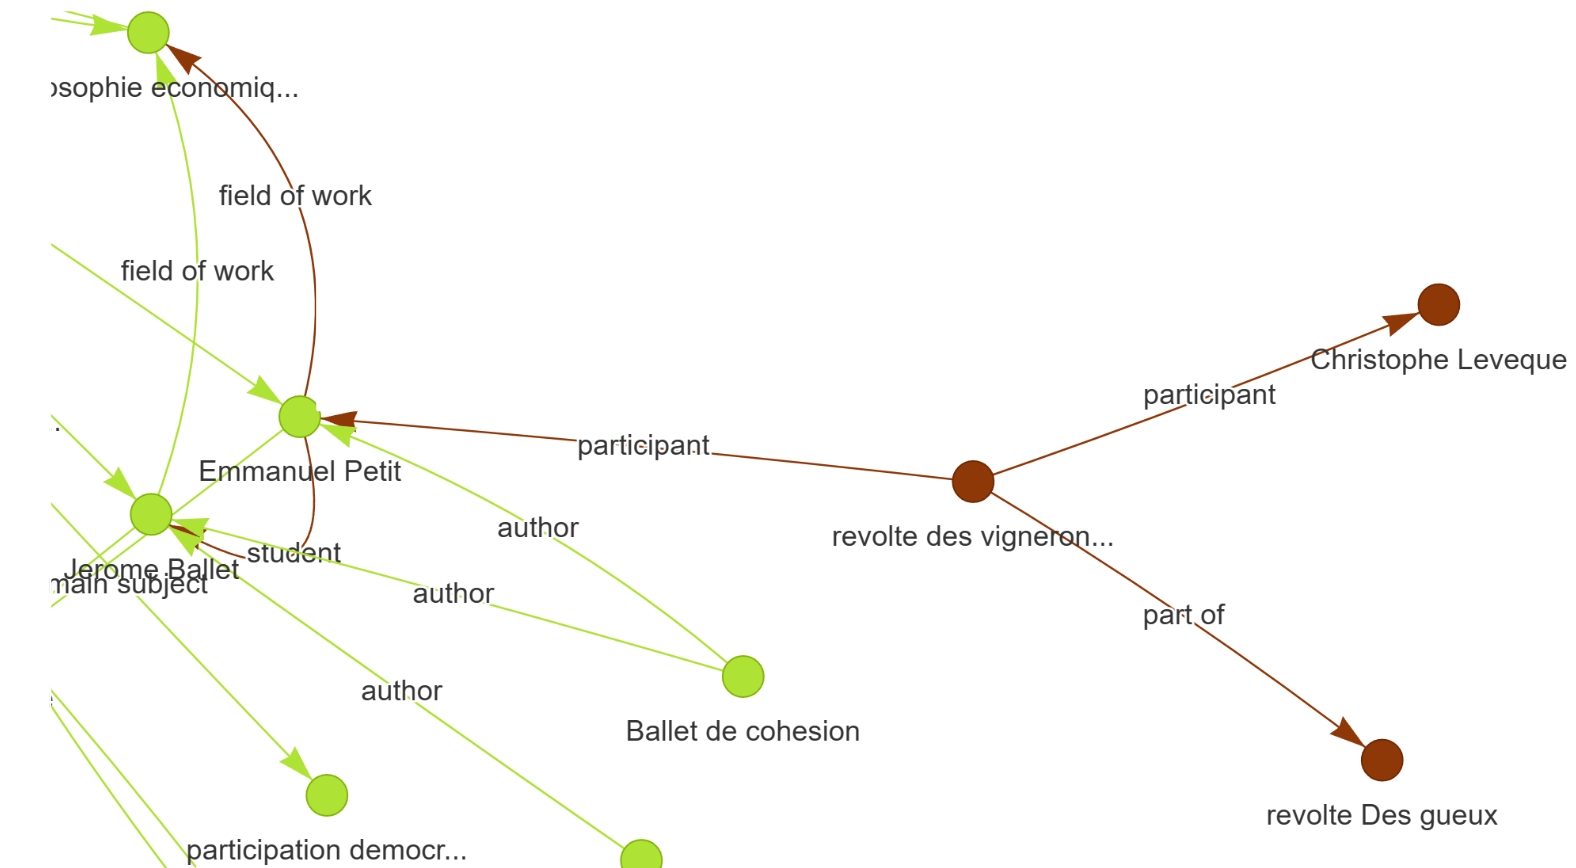 osophie economiq...
field of work
field of work
Christophe Leveque
participant
participant
Emmanuel Petit
author
revolte des vigneron...
student
Jerome Ballet
main subject
author
part of
author
Ballet de cohesion
revolte Des gueux
participation democr...